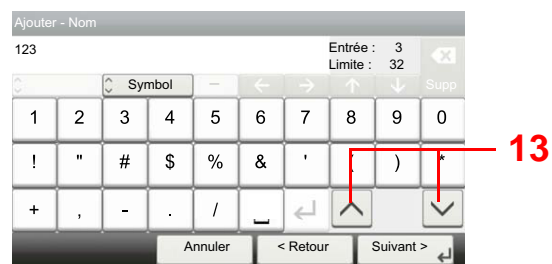 Ajouter - Nom
123
Entrée : 3
Limite : 32
Symbol
Supp
1 2 3 4 5 6 7 8 9 0
! " # $ % & ' ( ) *
+ , - . /
Annuler < Retour Suivant >
13